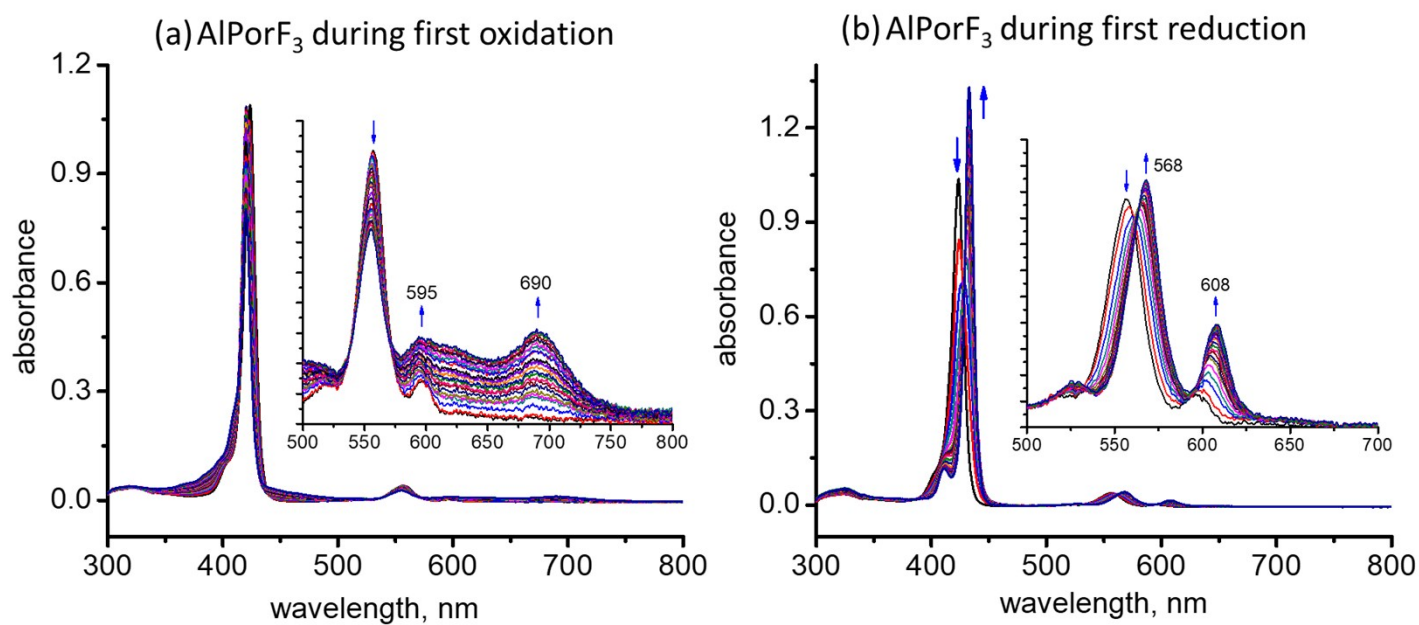 (a) AlPorF3 during first oxidation
(b) AlPorF3 during first reduction
1.2
0.9
0.6
0.3
0.0
absorbance
595
690
500 550 600 650 700 750 800
300 400 500 600 700 800
wavelength, nm
1.2
0.9
0.6
0.3
0.0
absorbance
568
608
500 550 600 650 700
300 400 500 600 700 800
wavelength, nm